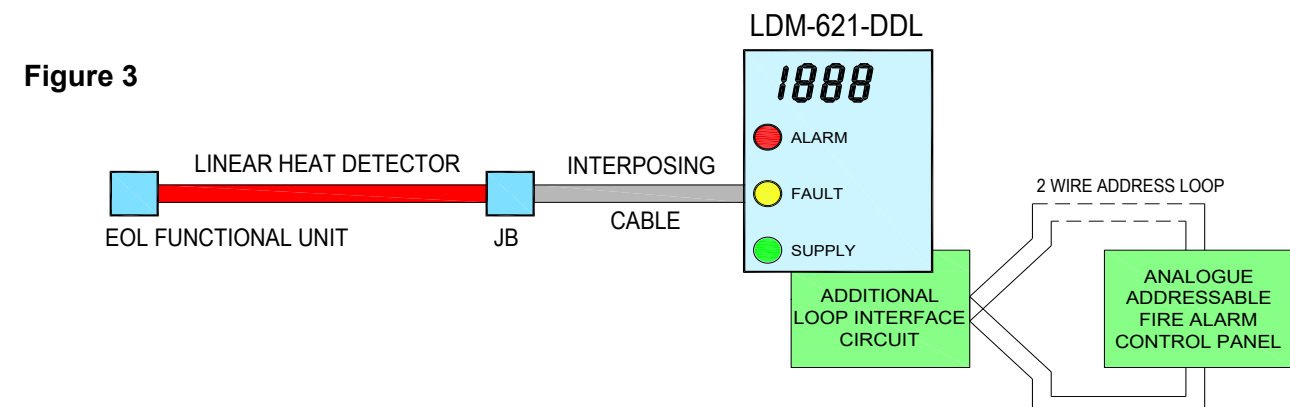 LDM-621-DDL
Figure 3
1888
ALARM
LINEAR HEAT DETECTOR
INTERPOSING
FAULT
2 WIRE ADDRESS LOOP
CABLE
EOL FUNCTIONAL UNIT
JB
SUPPLY
ADDITIONAL
LOOP INTERFACE
CIRCUIT
ANALOGUE
ADDRESSABLE
FIRE ALARM
CONTROL PANEL